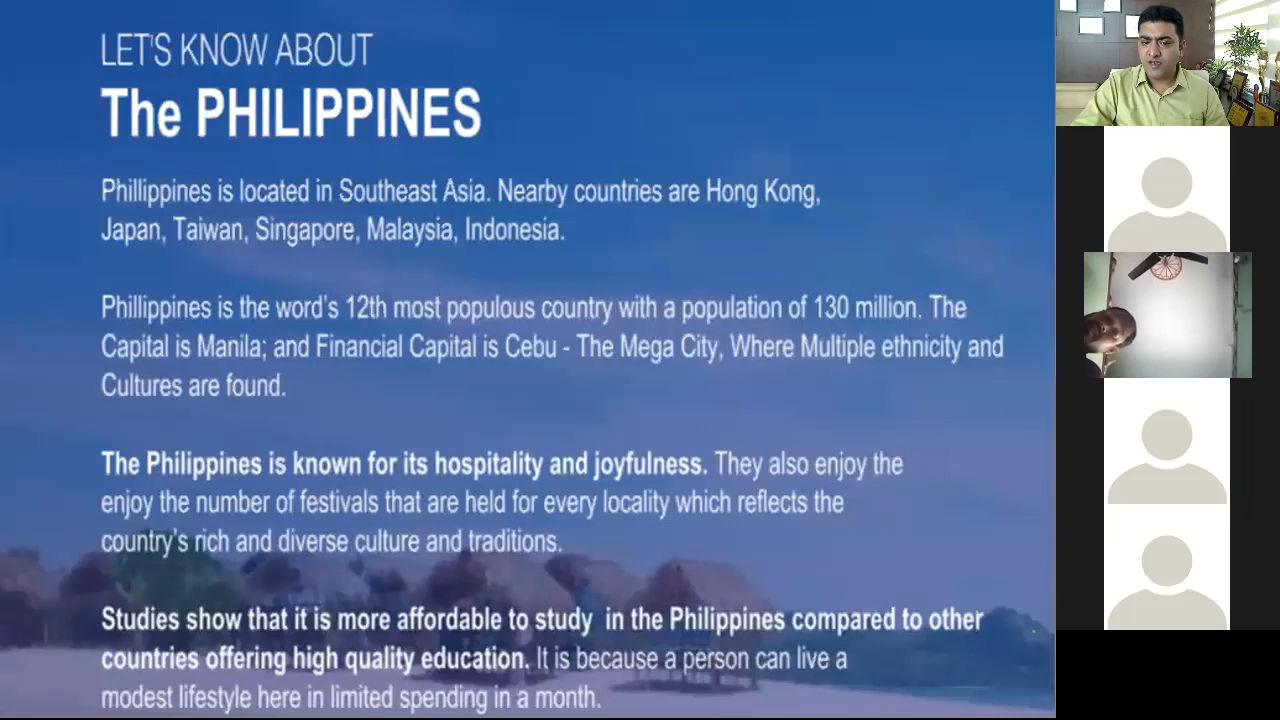 LET'S KNOW ABOUT
The PHILIPPINES
Phillippines is located in Southeast Asia. Nearby countries are Hong Kong,
Japan, Taiwan, Singapore, Malaysia, Indonesia.
Phillippines is the word's 12th most populous country with a population of 130 million. The
Capital is Manila; and Financial Capital is Cebu - The Mega City, Where Multiple ethnicity and
Cultures are found.
The Philippines is known for its hospitality and joyfulness. They also enjoy the
enjoy the number of festivals that are held for every locality which reflects the
country's rich and diverse culture and traditions.
Studies show that it is more affordable to study in the Philippines compared to other
countries offering high quality education. It is because a person can live a
modest lifestyle here in limited spending in a month.